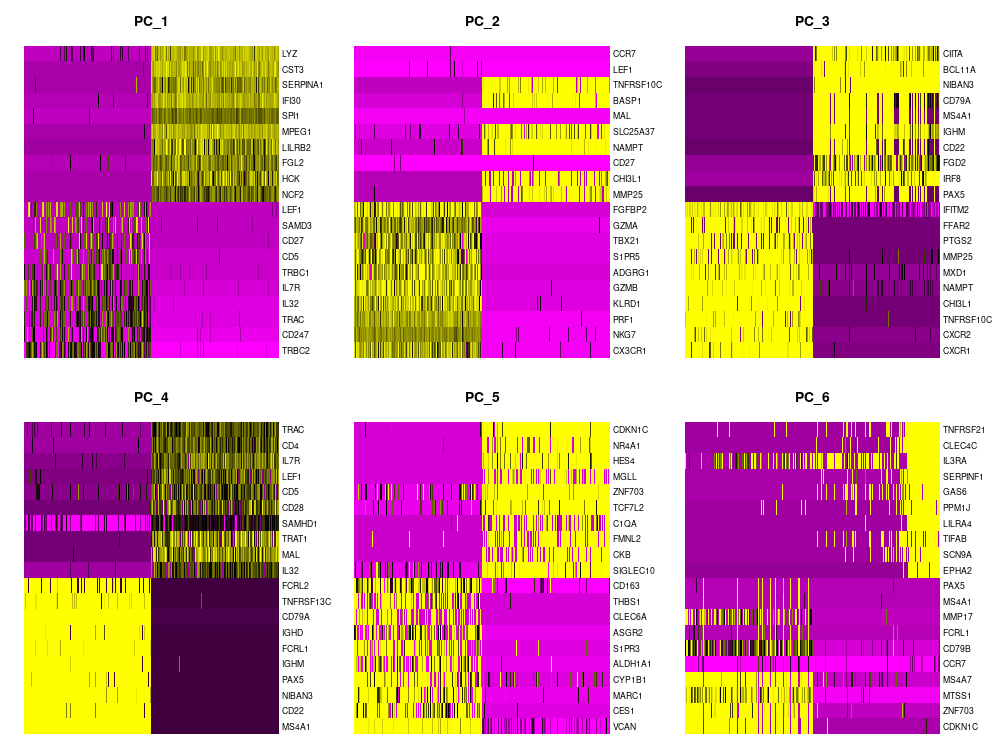 PC_1
LYZ
CST3
SERPINA1
IFI30
SPI1
MPEG1
LILRB2
FGL2
HCK
NCF2
LEF1
SAMD3
CD27
CD5
TRBC1
IL7R
IL32
TRAC
CD247
TRBC2
PC_2
CCR7
LEF1
TNFRSF10C
BASP1
MAL
SLC25A37
NAMPT
CD27
CHI3L1
MMP25
FGFBP2
GZMA
TBX21
S1PR5
ADGRG1
GZMB
KLRD1
PRF1
NKG7
CX3CR1
PC_3
CIITA
BCL11A
NIBAN3
CD79A
MS4A1
IGHM
CD22
FGD2
IRF8
PAX5
IFITM2
FFAR2
PTGS2
MMP25
MXD1
NAMPT
CHI3L1
TNFRSF10C
CXCR2
CXCR1
PC_4
TRAC
CD4
IL7R
LEF1
CD5
CD28
SAMHD1
TRAT1
MAL
IL32
FCRL2
TNFRSF13C
CD79A
IGHD
FCRL1
IGHM
PAX5
NIBAN3
CD22
MS4A1
PC_5
CDKN1C
NR4A1
HES4
MGLL
ZNF703
TCF7L2
C1QA
FMNL2
CKB
SIGLEC10
CD163
THBS1
CLEC6A
ASGR2
S1PR3
ALDH1A1
CYP1B1
MARC1
CES1
VCAN
PC_6
TNFRSF21
CLEC4C
IL3RA
SERPINF1
GAS6
PPM1J
LILRA4
TIFAB
SCN9A
EPHA2
PAX5
MS4A1
MMP17
FCRL1
CD79B
CCR7
MS4A7
MTSS1
ZNF703
CDKN1C